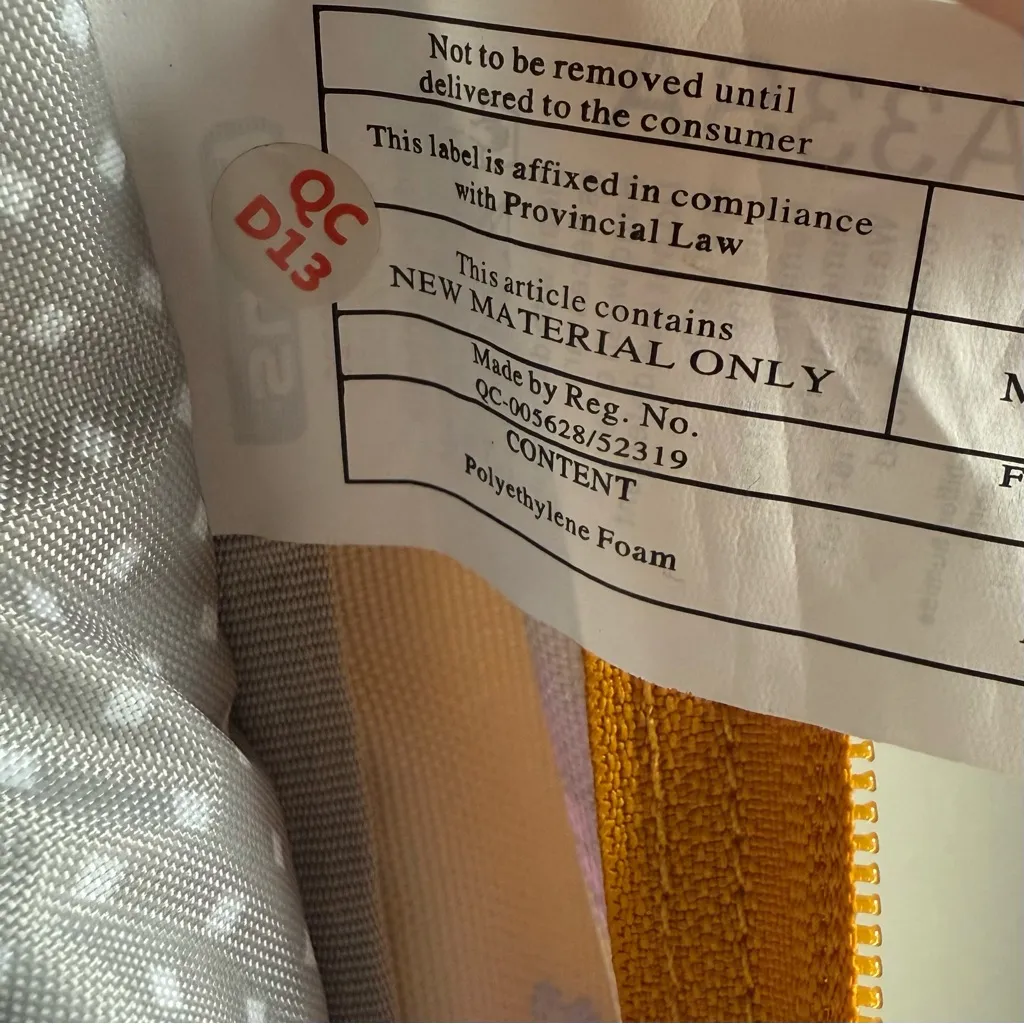 Not to be removed until
delivered to the consumer
This label is affixed in compliance
with Provincial Law
QC
D13
This article contains
NEW MATERIAL ONLY
Made by Reg. No.
QC-005628/52319
CONTENT
Polyethylene Foam